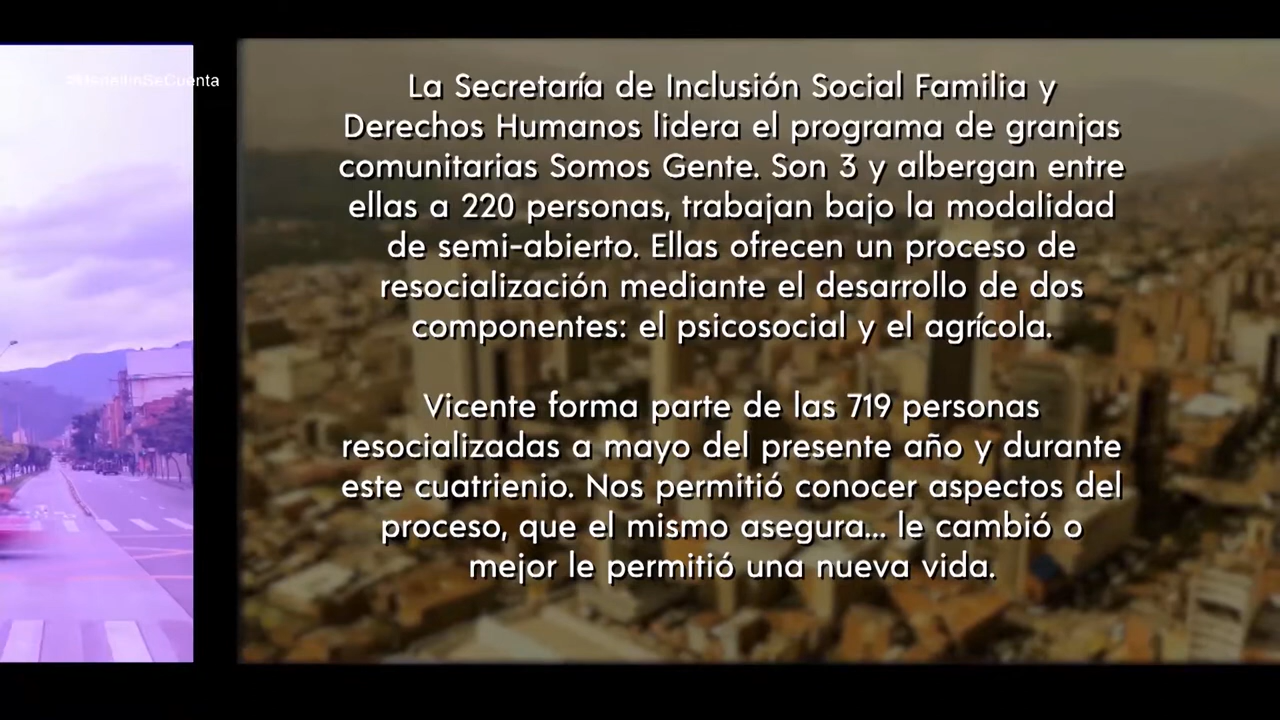 #MedellínSeCuenta
La Secretaría de Inclusión Social Familia y
Derechos Humanos lidera el programa de granjas
comunitarias Somos Gente. Son 3 y albergan entre
ellas a 220 personas, trabajan bajo la modalidad
de semi-abierto. Ellas ofrecen un proceso de
resocialización mediante el desarrollo de dos
componentes: el psicosocial y el agrícola.
Vicente forma parte de las 719 personas
resocializadas a mayo del presente año y durante
este cuatrienio. Nos permitió conocer aspectos del
proceso, que el mismo asegura... le cambió o
mejor le permitió una nueva vida.